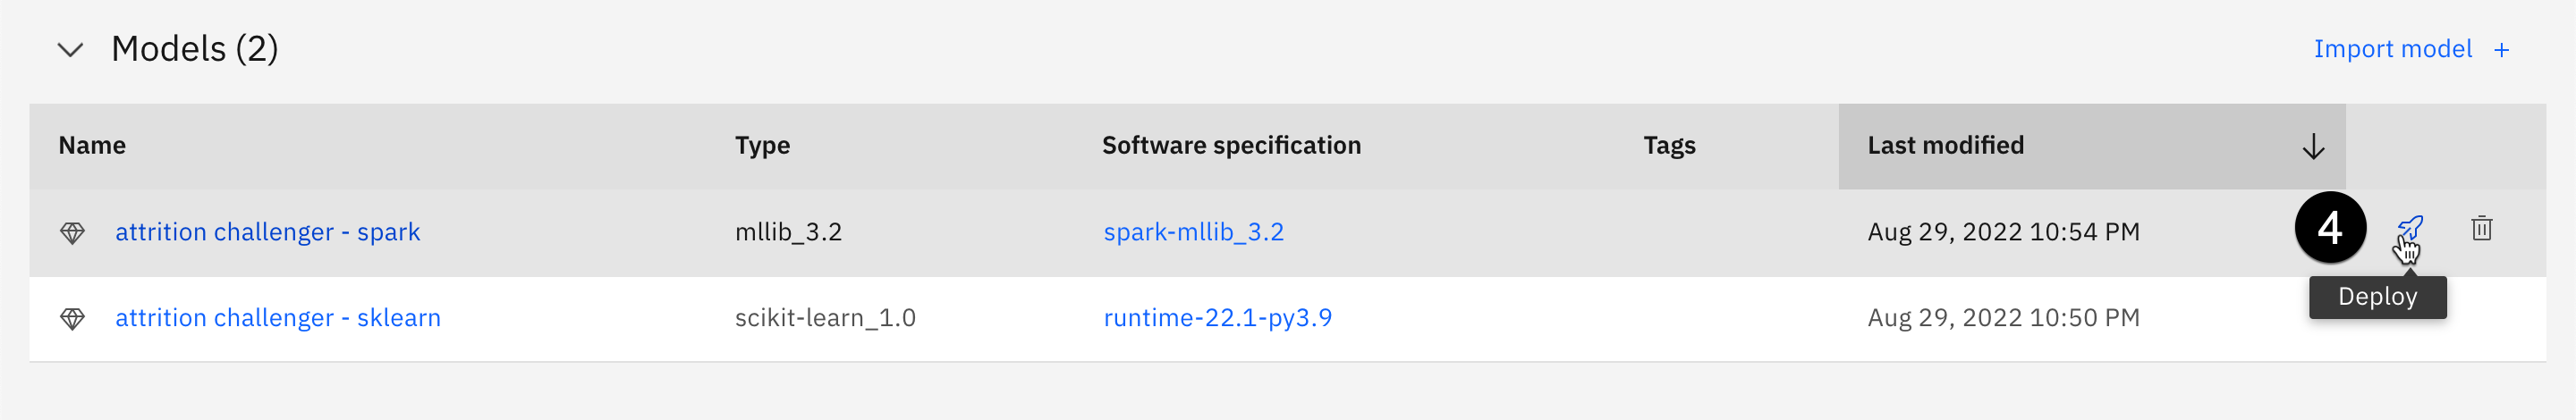 Models (2)
Import model +
Name Type Software specification Tags Last modified
attrition challenger - spark mllib_3.2 spark-mllib_3.2 Aug 29, 2022 10:54 PM 4
Deploy
attrition challenger - sklearn scikit-learn_1.0 runtime-22.1-py3.9 Aug 29, 2022 10:50 PM